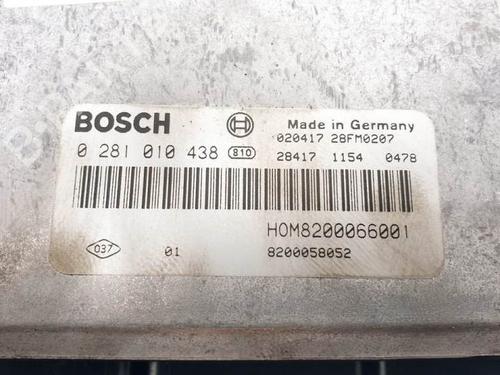 BOSCH
Made in Germany
020417 28FM0207
0 281 010 438 810
28417 1154 0478
HOM8200066001
037 01
8200058052